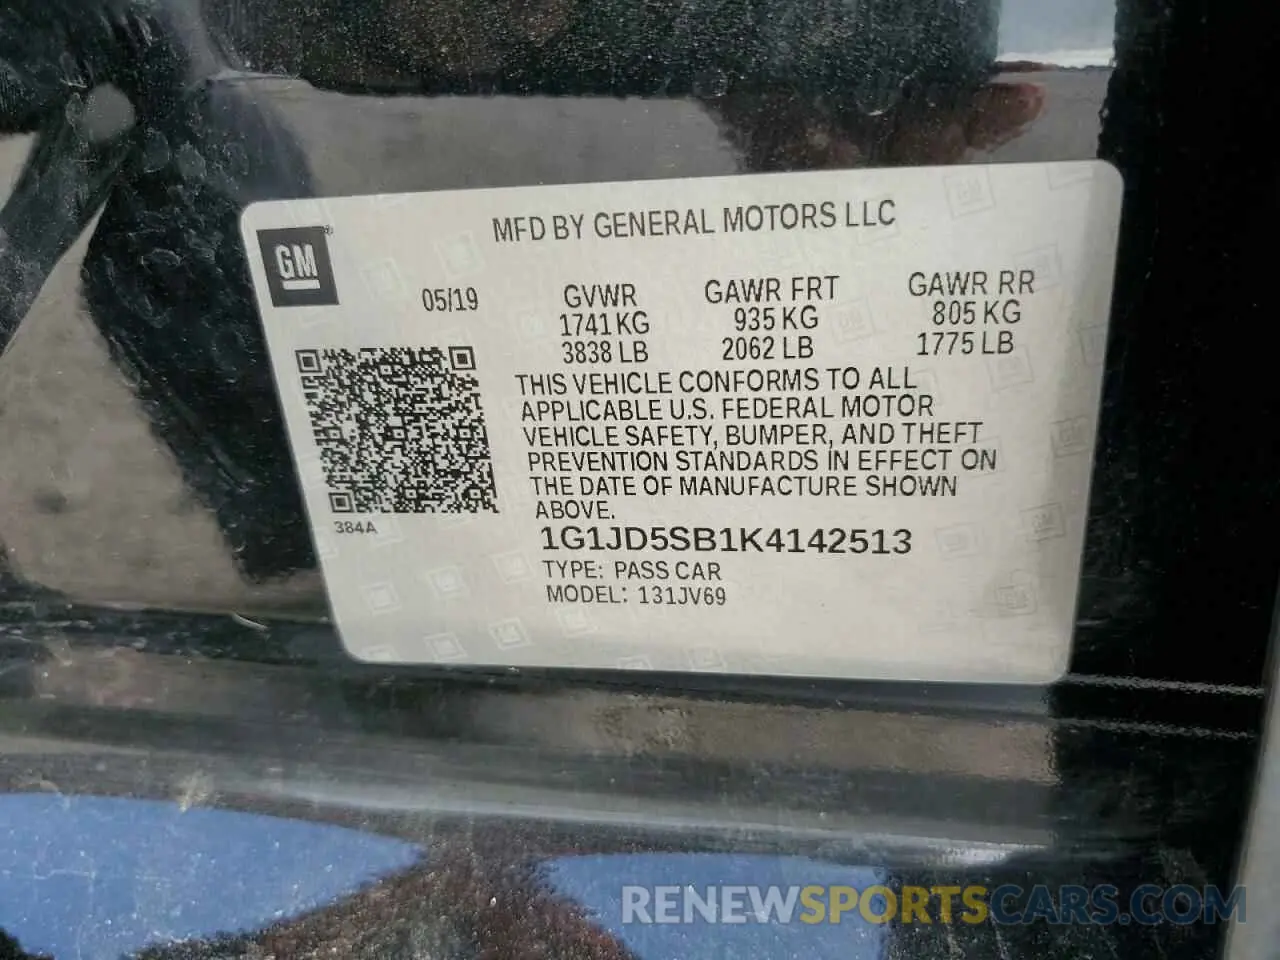 MFD BY GENERAL MOTORS LLC
GM
05/19
GVWR GAWR FRT GAWR RR
1741 KG 935 KG 805 KG
3838 LB 2062 LB 1775 LB
THIS VEHICLE CONFORMS TO ALL
APPLICABLE U.S. FEDERAL MOTOR
VEHICLE SAFETY, BUMPER, AND THEFT
PREVENTION STANDARDS IN EFFECT ON
THE DATE OF MANUFACTURE SHOWN
ABOVE.
384A
1G1JD5SB1K4142513
TYPE: PASS CAR
MODEL: 131JV69
RENEWSPORTSCARS.COM